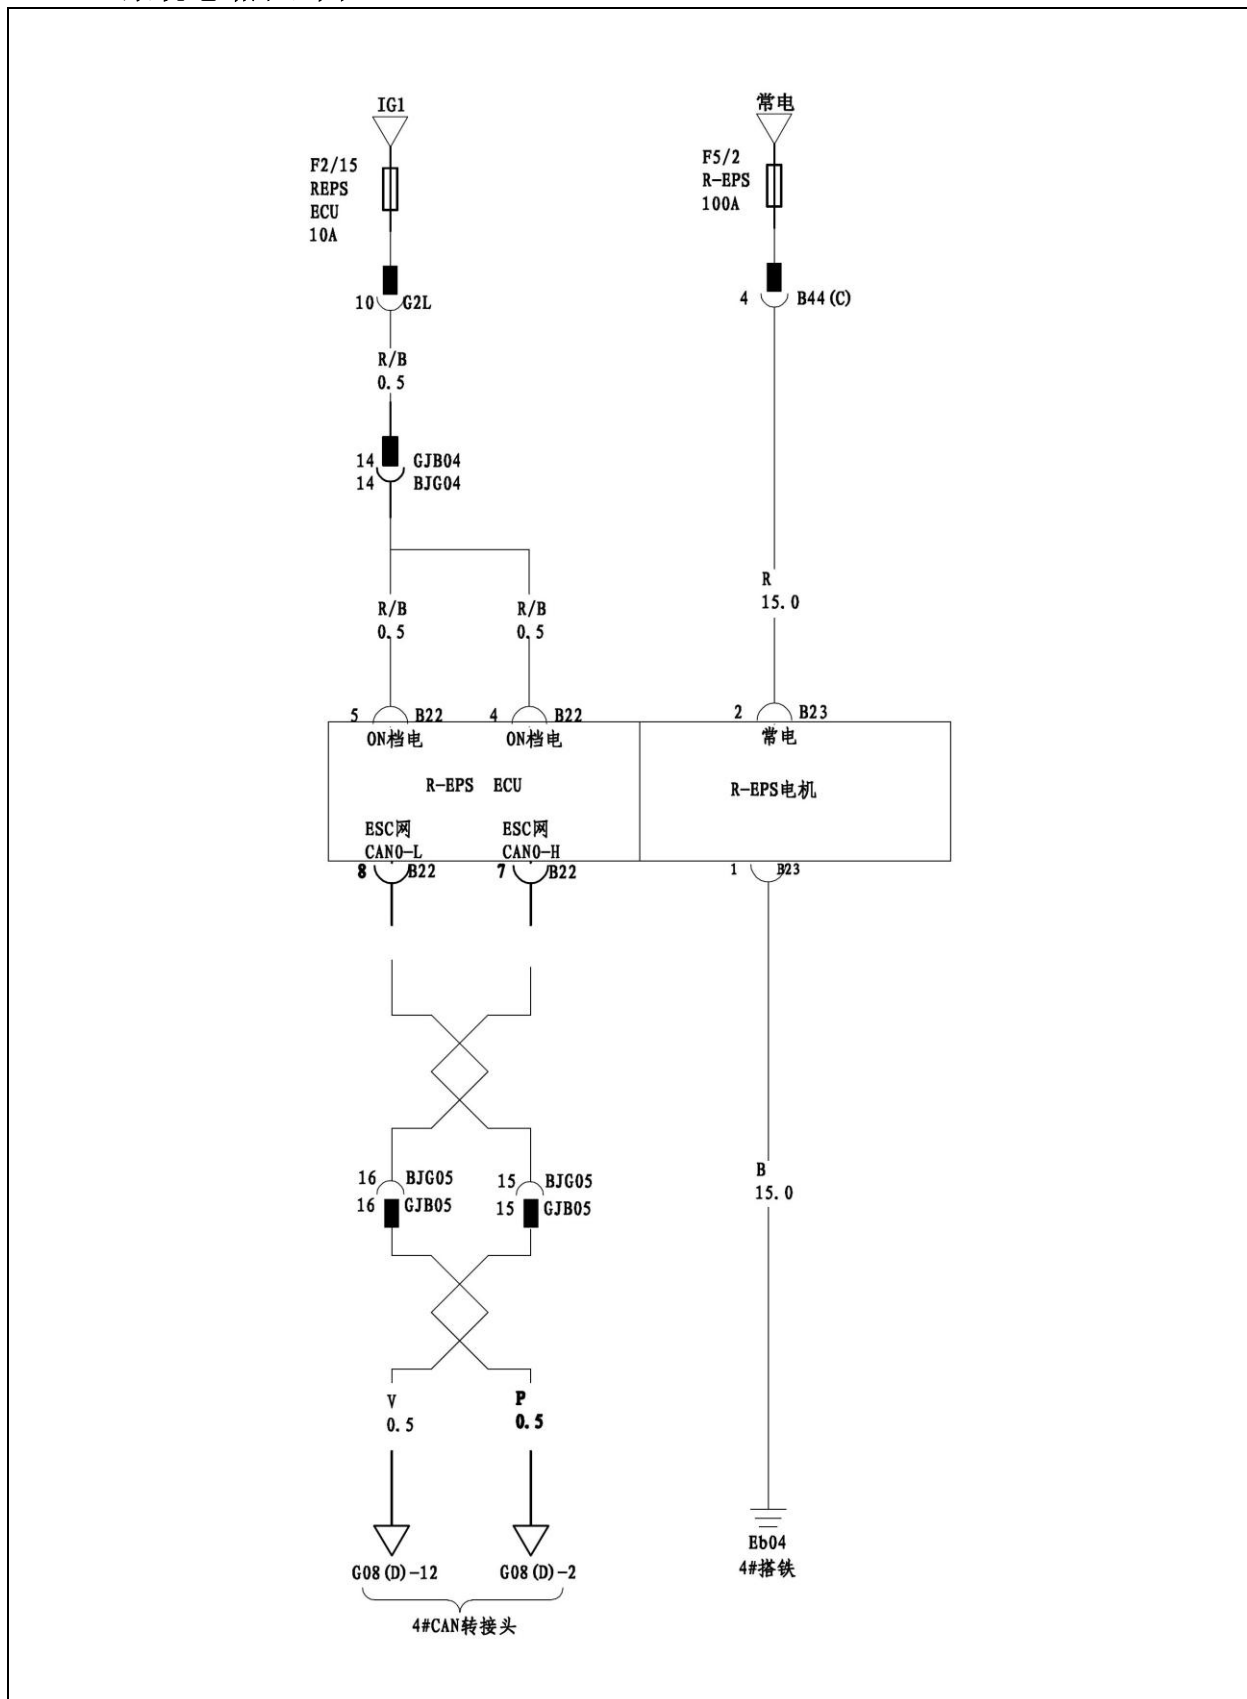 IG1
常电
F2/15
REPS
ECU
10A
F5/2
R-EPS
100A
10 G2L
4 B44(C)
R/B
0.5
14 GJB04
14 BJG04
R
15.0
R/B
0.5
R/B
0.5
5 B22
4 B22
2 B23
ON档电
ON档电
常电
R-EPS ECU
R-EPS电机
ESC网
CAN0-L
ESC网
CAN0-H
8 B22
7 B22
1 B23
16 BJG05
16 GJB05
15 BJG05
15 GJB05
B
15.0
V
0.5
P
0.5
Eb04
4#搭铁
G08(D)-12
G08(D)-2
4#CAN转接头